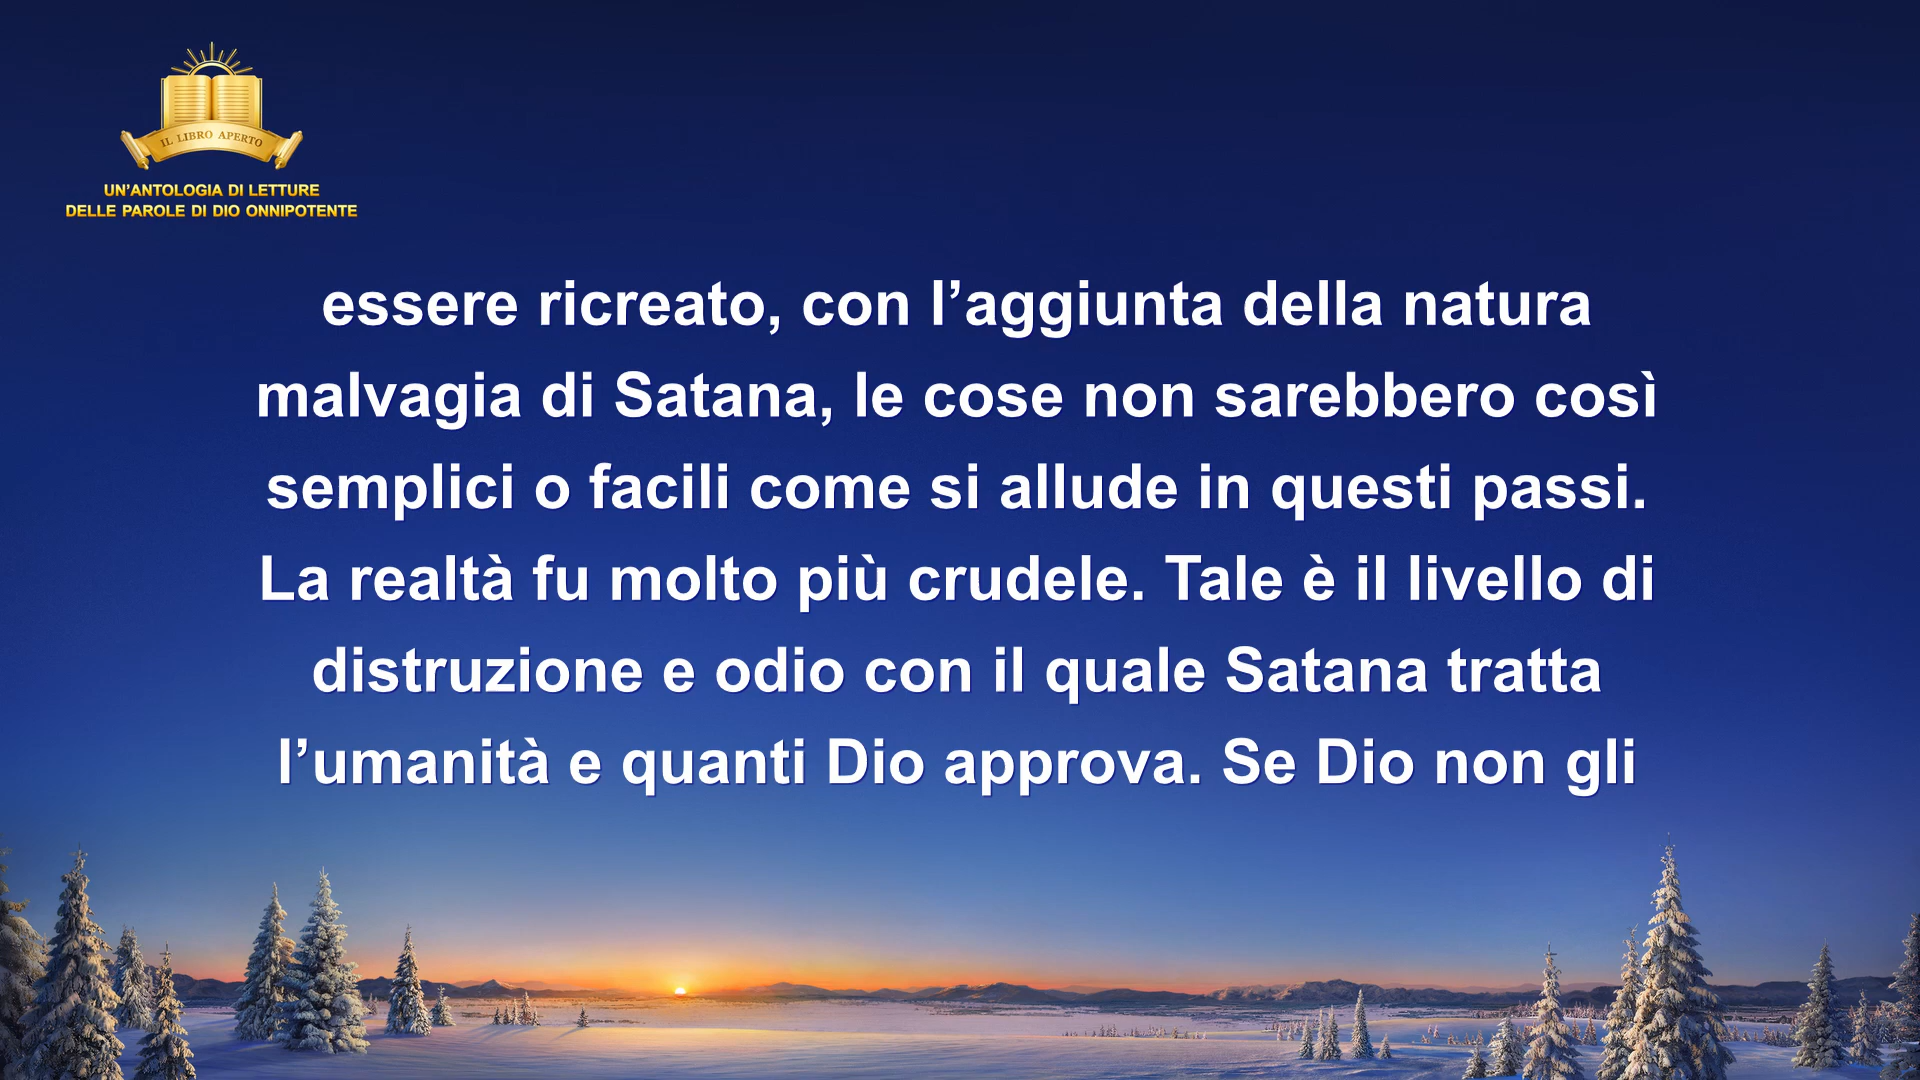 IL LIBRO APERTO
UN’ANTOLOGIA DI LETTURE
DELLE PAROLE DI DIO ONNIPOTENTE
essere ricreato, con l’aggiunta della natura
malvagia di Satana, le cose non sarebbero così
semplici o facili come si allude in questi passi.
La realtà fu molto più crudele. Tale è il livello di
distruzione e odio con il quale Satana tratta
l’umanità e quanti Dio approva. Se Dio non gli